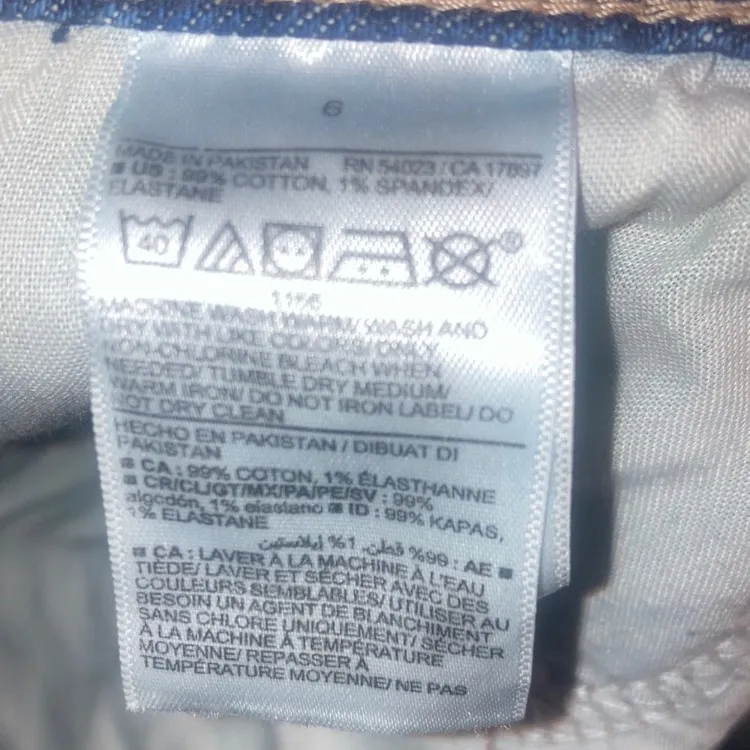 6
MADE IN PAKISTAN RN 54023 / CA 17897
■ US : 99% COTTON, 1% SPANDEX/
ELASTANE
40
1156
MACHINE WASH WARM/ WASH AND
DRY WITH LIKE COLORS/ ONLY
NON-CHLORINE BLEACH WHEN
NEEDED/ TUMBLE DRY MEDIUM/
WARM IRON/ DO NOT IRON LABEL/ DO
NOT DRY CLEAN
HECHO EN PAKISTAN / DIBUAT DI
PAKISTAN
■ CA : 99% COTON, 1% ÉLASTHANNE
■ CR/CL/GT/MX/PA/PE/SV : 99%
algodón, 1% elastano ■ ID : 99% KAPAS,
1% ELASTANE
■ AE : 99% قطن، 1% إيلاستين
■ CA : LAVER À LA MACHINE À L'EAU
TIÈDE/ LAVER ET SÉCHER AVEC DES
COULEURS SEMBLABLES/ UTILISER AU
BESOIN UN AGENT DE BLANCHIMENT
SANS CHLORE UNIQUEMENT/ SÉCHER
À LA MACHINE À TEMPÉRATURE
MOYENNE/ REPASSER À
TEMPÉRATURE MOYENNE/ NE PAS